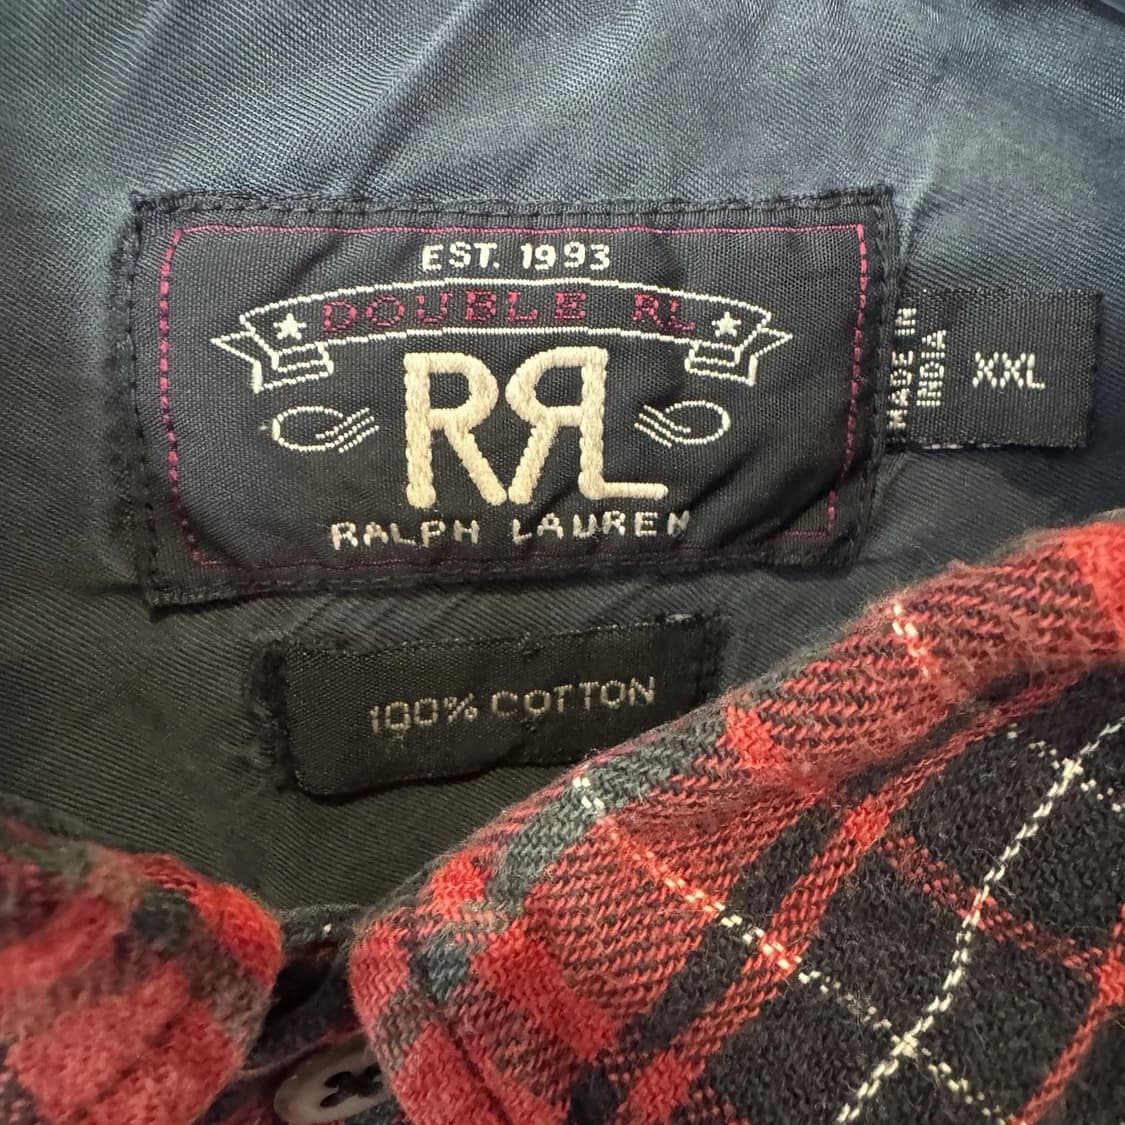 EST. 1993
DOUBLE RL
RRL
RALPH LAUREN
MADE IN
INDIA
XXL
100% COTTON